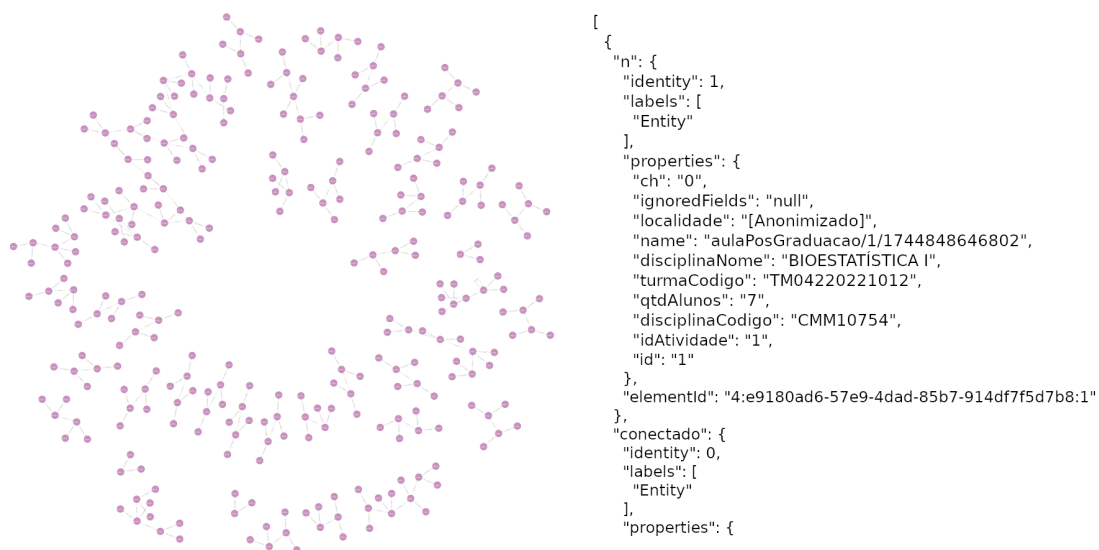 [
{
"n": {
"identity": 1,
"labels": [
"Entity"
],
"properties": {
"ch": "0",
"ignoredFields": "null",
"localidade": "[Anonimizado]",
"name": "aulaPosGraduacao/1/1744848646802",
"disciplinaNome": "BIOESTATÍSTICA I",
"turmaCodigo": "TM04220221012",
"qtdAlunos": "7",
"disciplinaCodigo": "CMM10754",
"idAtividade": "1",
"id": "1"
},
"elementId": "4:e9180ad6-57e9-4dad-85b7-914df7f5d7b8:1"
},
"conectado": {
"identity": 0,
"labels": [
"Entity"
],
"properties": {